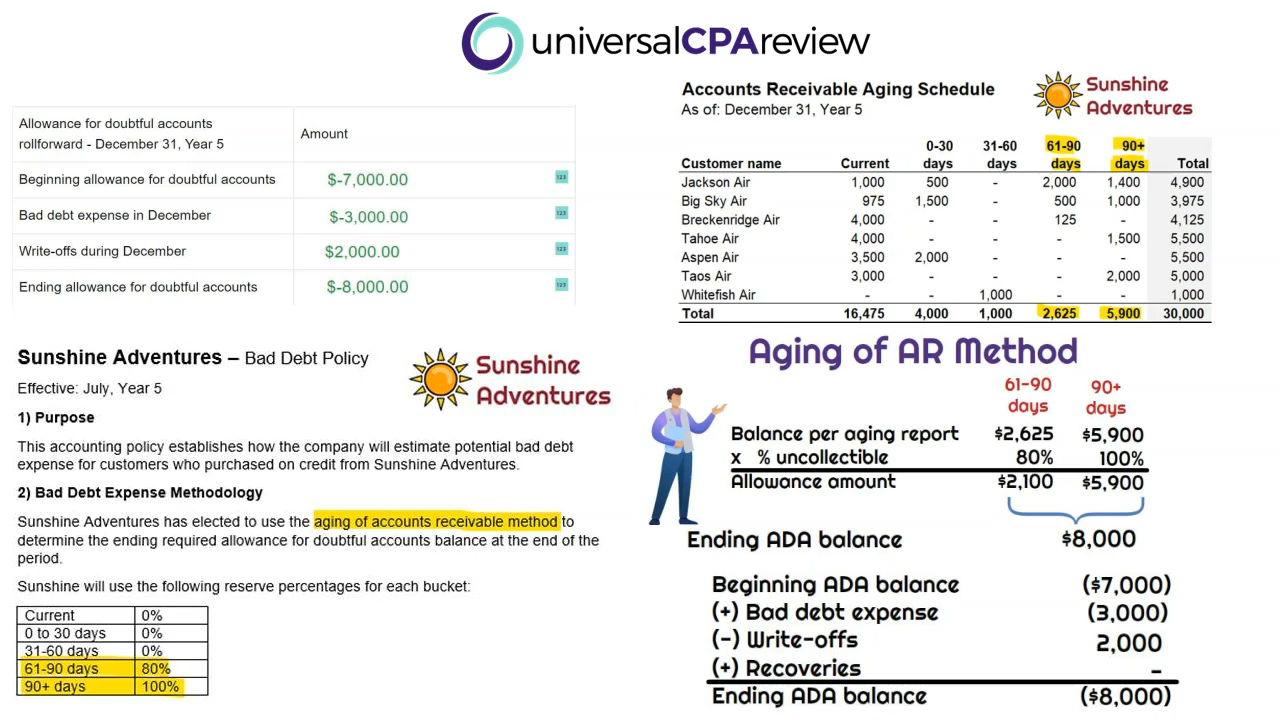 universalCPAreview
Allowance for doubtful accounts
rollforward - December 31, Year 5
Amount
Beginning allowance for doubtful accounts $-7,000.00 123
Bad debt expense in December $-3,000.00 123
Write-offs during December $2,000.00 123
Ending allowance for doubtful accounts $-8,000.00 123
Sunshine Adventures – Bad Debt Policy
Effective: July, Year 5
Sunshine
Adventures
1) Purpose
This accounting policy establishes how the company will estimate potential bad debt
expense for customers who purchased on credit from Sunshine Adventures.
2) Bad Debt Expense Methodology
Sunshine Adventures has elected to use the aging of accounts receivable method to
determine the ending required allowance for doubtful accounts balance at the end of the
period.
Sunshine will use the following reserve percentages for each bucket:
Current 0%
0 to 30 days 0%
31-60 days 0%
61-90 days 80%
90+ days 100%
Accounts Receivable Aging Schedule
As of: December 31, Year 5
Sunshine
Adventures
0-30 31-60 61-90 90+
Customer name Current days days days days Total
Jackson Air 1,000 500 - 2,000 1,400 4,900
Big Sky Air 975 1,500 - 500 1,000 3,975
Breckenridge Air 4,000 - - 125 - 4,125
Tahoe Air 4,000 - - - 1,500 5,500
Aspen Air 3,500 2,000 - - - 5,500
Taos Air 3,000 - - - 2,000 5,000
Whitefish Air - - 1,000 - - 1,000
Total 16,475 4,000 1,000 2,625 5,900 30,000
Aging of AR Method
61-90 90+
days days
Balance per aging report $2,625 $5,900
x % uncollectible 80% 100%
Allowance amount $2,100 $5,900
Ending ADA balance $8,000
Beginning ADA balance ($7,000)
(+) Bad debt expense (3,000)
(-) Write-offs 2,000
(+) Recoveries -
Ending ADA balance ($8,000)